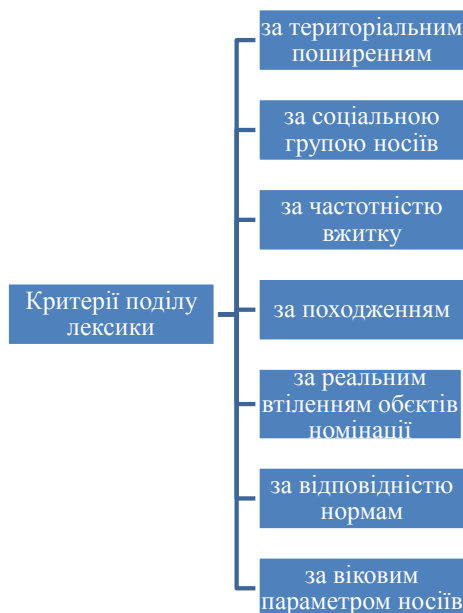 за територіальним
поширенням
за соціальною
групою носіїв
за частотністю
вжитку
Критерії поділу
лексики
за походженням
за реальним
втіленням обєктів
номінації
за відповідністю
нормам
за віковим
параметром носіїв